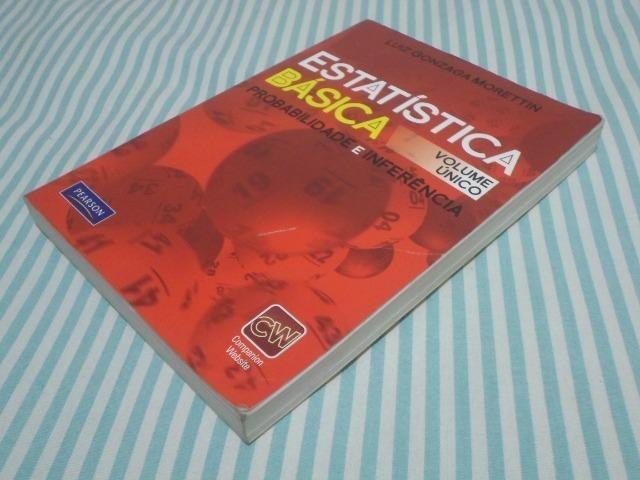 LUIZ GONZAGA MORETTIN
ESTATÍSTICA
BÁSICA
VOLUME
ÚNICO
PROBABILIDADE E INFERÊNCIA
PEARSON
CW
Companion
Website